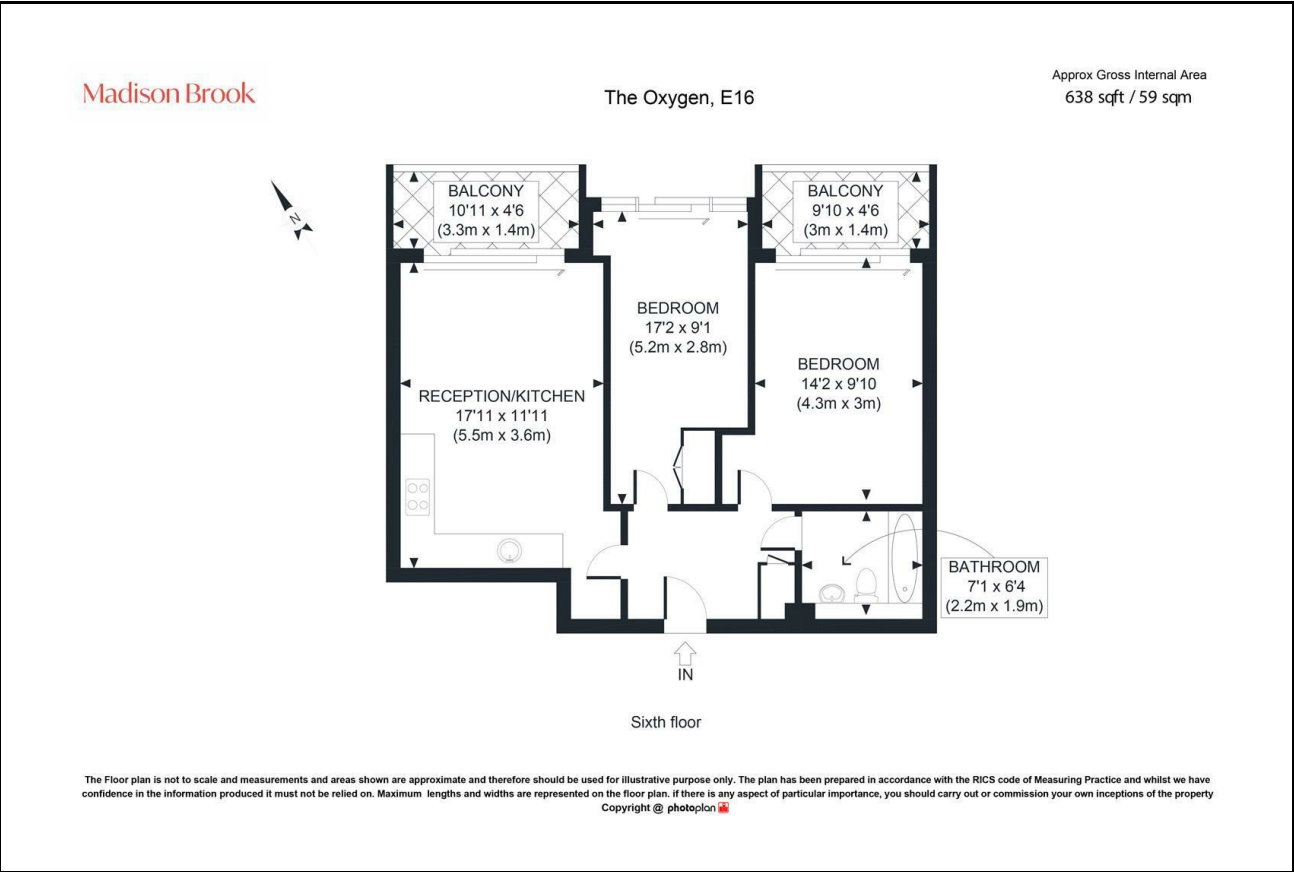 Madison Brook
The Oxygen, E16
Approx Gross Internal Area
638 sqft / 59 sqm
N
BALCONY
10'11 x 4'6
(3.3m x 1.4m)
BALCONY
9'10 x 4'6
(3m x 1.4m)
BEDROOM
17'2 x 9'1
(5.2m x 2.8m)
BEDROOM
14'2 x 9'10
(4.3m x 3m)
RECEPTION/KITCHEN
17'11 x 11'11
(5.5m x 3.6m)
BATHROOM
7'1 x 6'4
(2.2m x 1.9m)
IN
Sixth floor
The Floor plan is not to scale and measurements and areas shown are approximate and therefore should be used for illustrative purpose only. The plan has been prepared in accordance with the RICS code of Measuring Practice and whilst we have
confidence in the information produced it must not be relied on. Maximum lengths and widths are represented on the floor plan. if there is any aspect of particular importance, you should carry out or commission your own inceptions of the property
Copyright @ photoplan